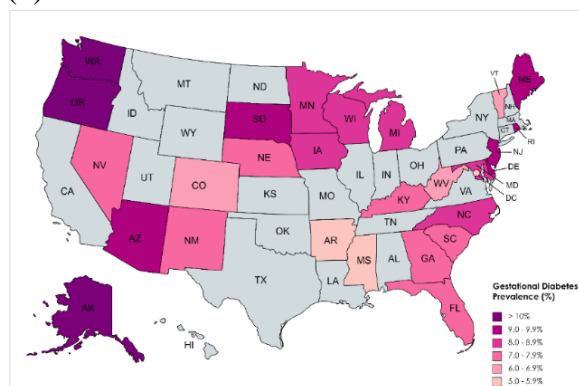 WA
MT
ND
MN
VT
ME
OR
ID
SD
WI
NH
MA
NY
CT
RI
WY
MI
IA
NE
PA
NJ
NV
OH
IL
IN
DE
UT
CO
WV
MD
CA
KS
MO
VA
DC
KY
NC
TN
OK
AZ
NM
AR
SC
MS
AL
GA
TX
LA
FL
AK
HI
Gestational Diabetes
Prevalence (%)
> 10%
9.0 - 9.9%
8.0 - 8.9%
7.0 - 7.9%
6.0 - 6.9%
5.0 - 5.9%